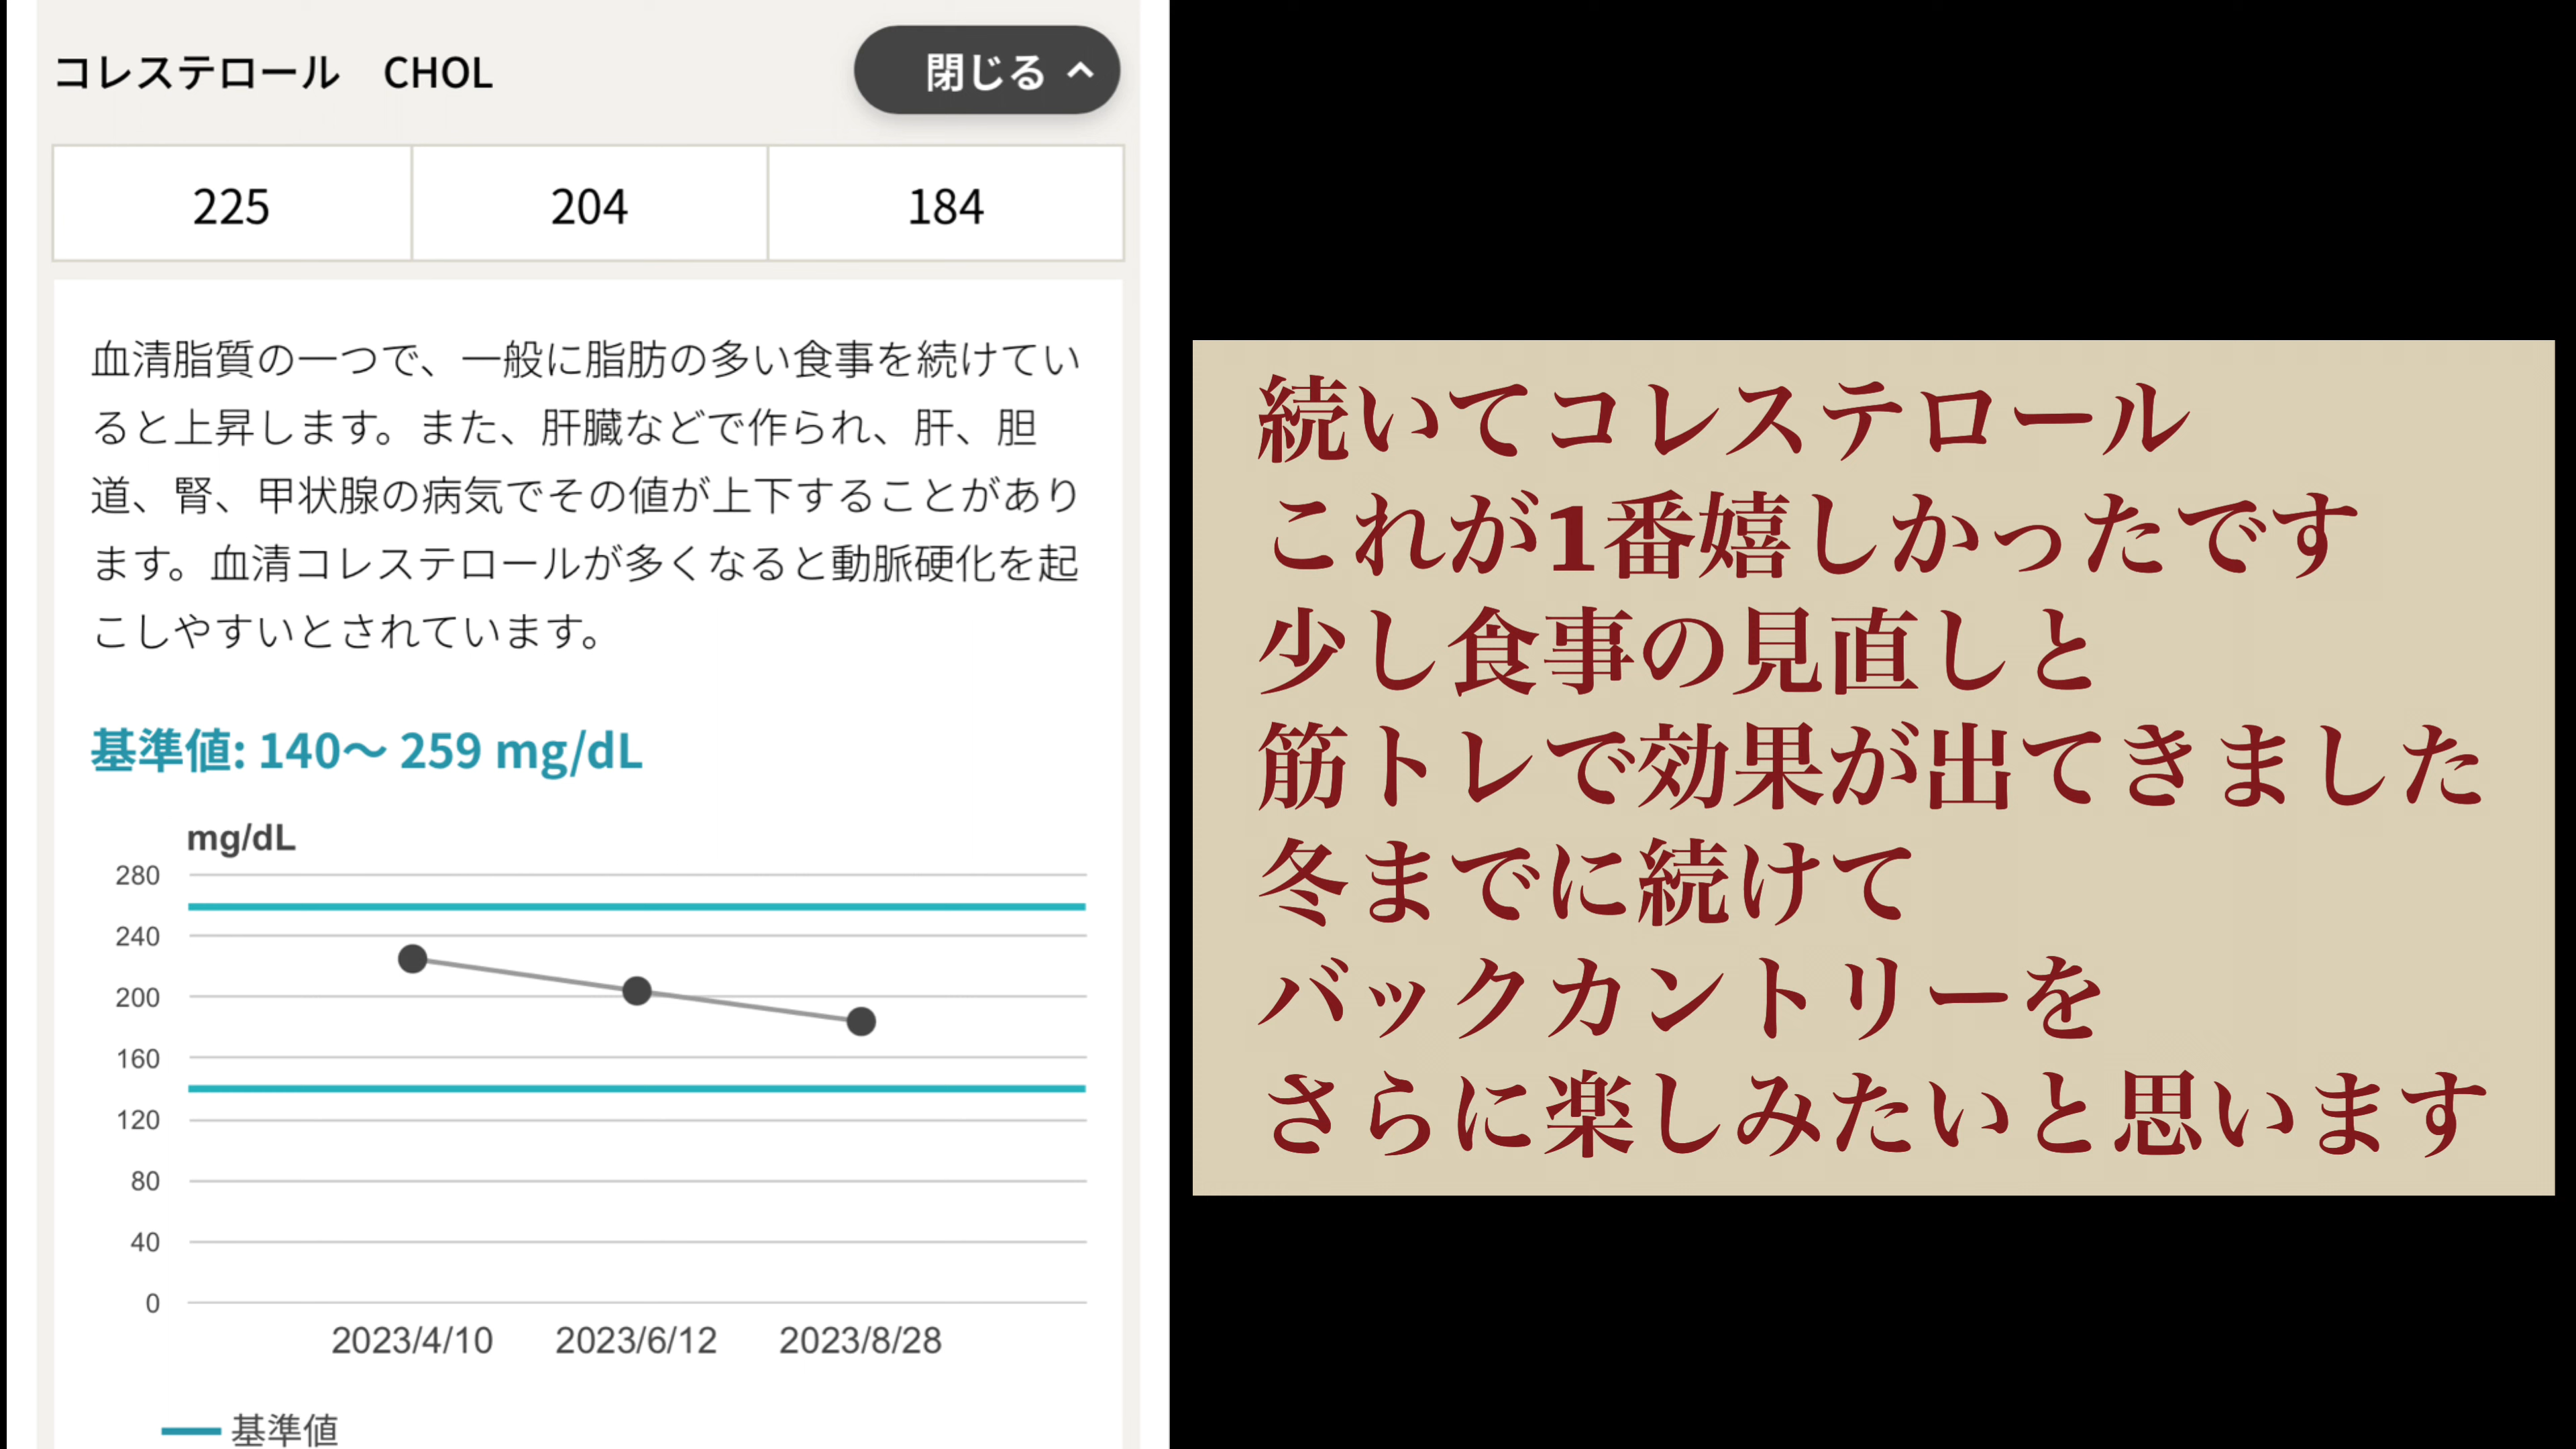 コレステロール　CHOL
閉じる
225 204 184
血清脂質の一つで、一般に脂肪の多い食事を続けてい
ると上昇します。また、肝臓などで作られ、肝、胆
道、腎、甲状腺の病気でその値が上下することがあり
ます。血清コレステロールが多くなると動脈硬化を起
こしやすいとされています。
基準値: 140〜 259 mg/dL
mg/dL
280
240
200
160
120
80
40
0
2023/4/10 2023/6/12 2023/8/28
基準値
続いてコレステロール
これが1番嬉しかったです
少し食事の見直しと
筋トレで効果が出てきました
冬までに続けて
バックカントリーを
さらに楽しみたいと思います